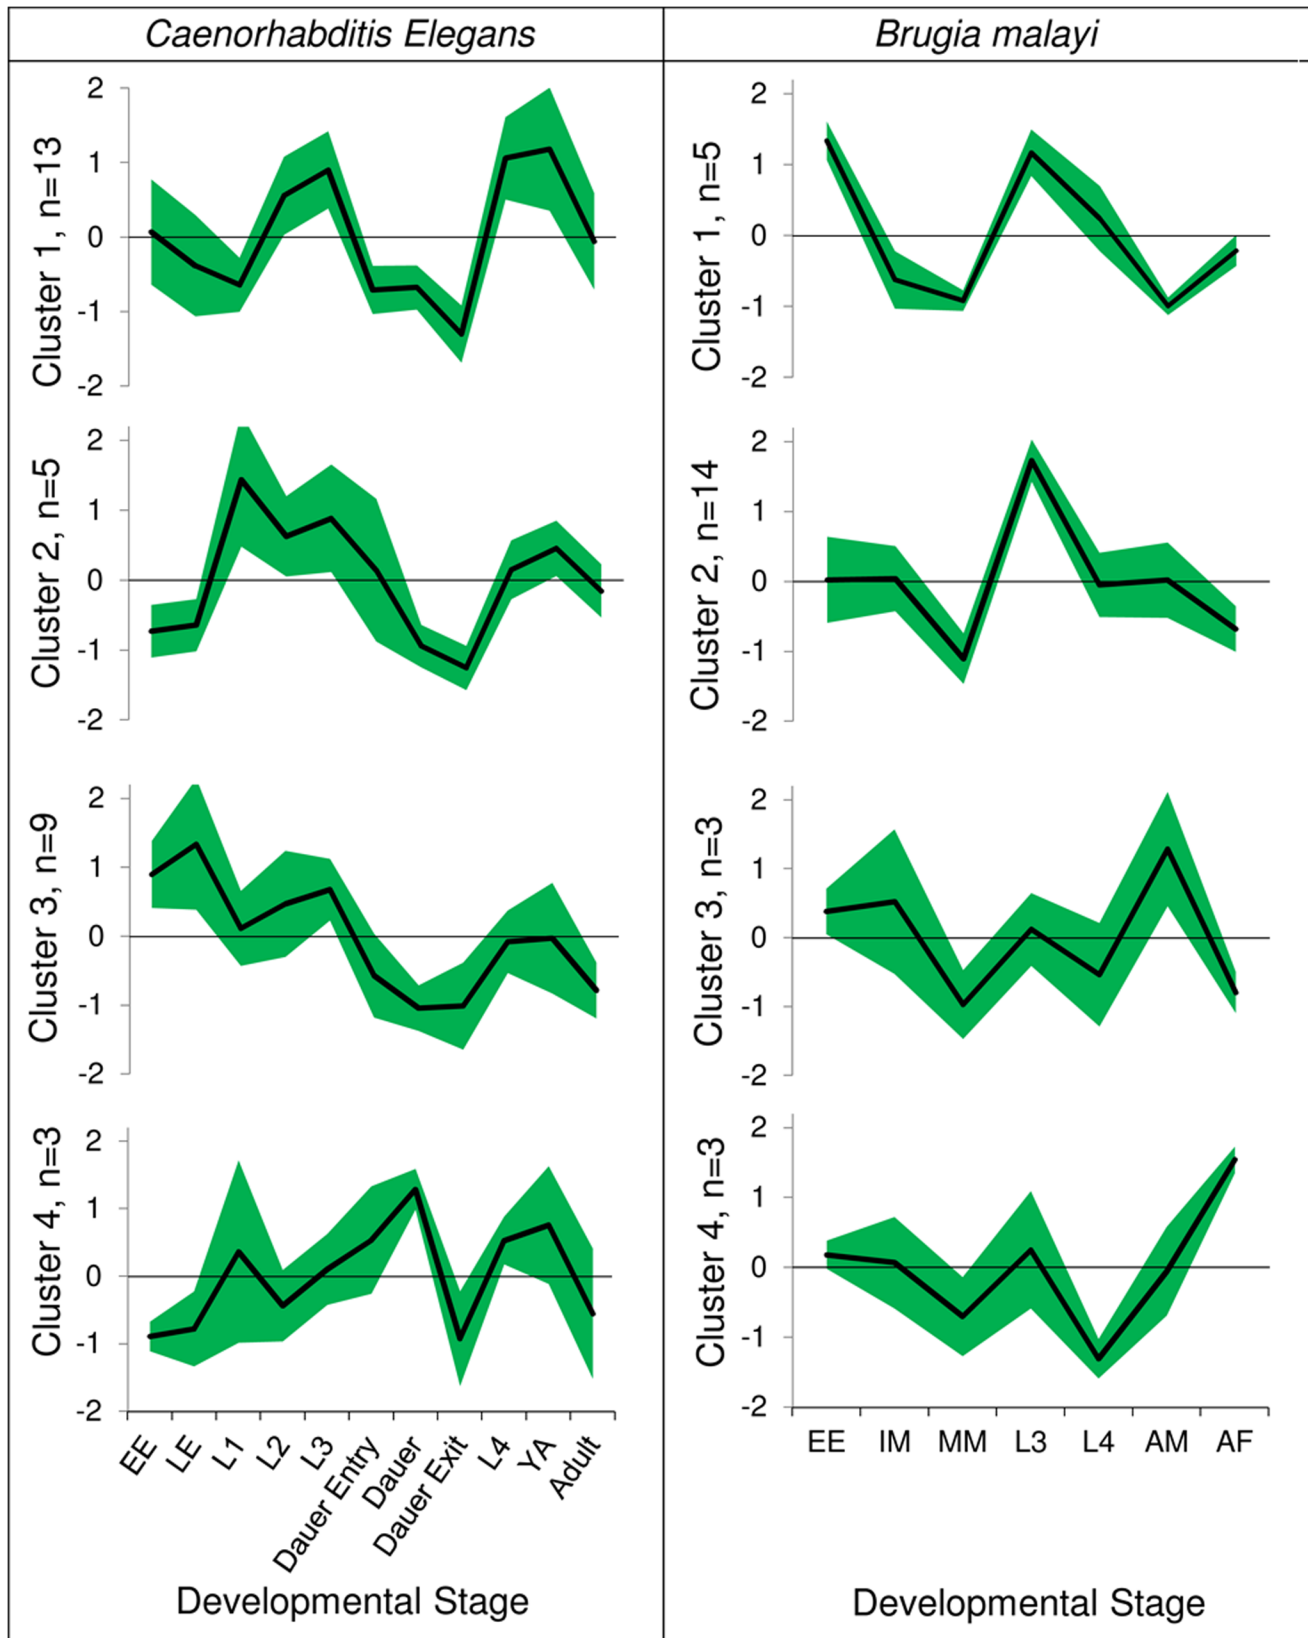 Caenorhabditis Elegans
Brugia malayi
Cluster 1, n=13
2
1
0
-1
-2
Cluster 1, n=5
2
1
0
-1
-2
Cluster 2, n=5
2
1
0
-1
-2
Cluster 2, n=14
2
1
0
-1
-2
Cluster 3, n=9
2
1
0
-1
-2
Cluster 3, n=3
2
1
0
-1
-2
Cluster 4, n=3
2
1
0
-1
-2
Cluster 4, n=3
2
1
0
-1
-2
EE
LE
L1
L2
L3
Dauer Entry
Dauer
Dauer Exit
L4
YA
Adult
EE IM MM L3 L4 AM AF
Developmental Stage
Developmental Stage